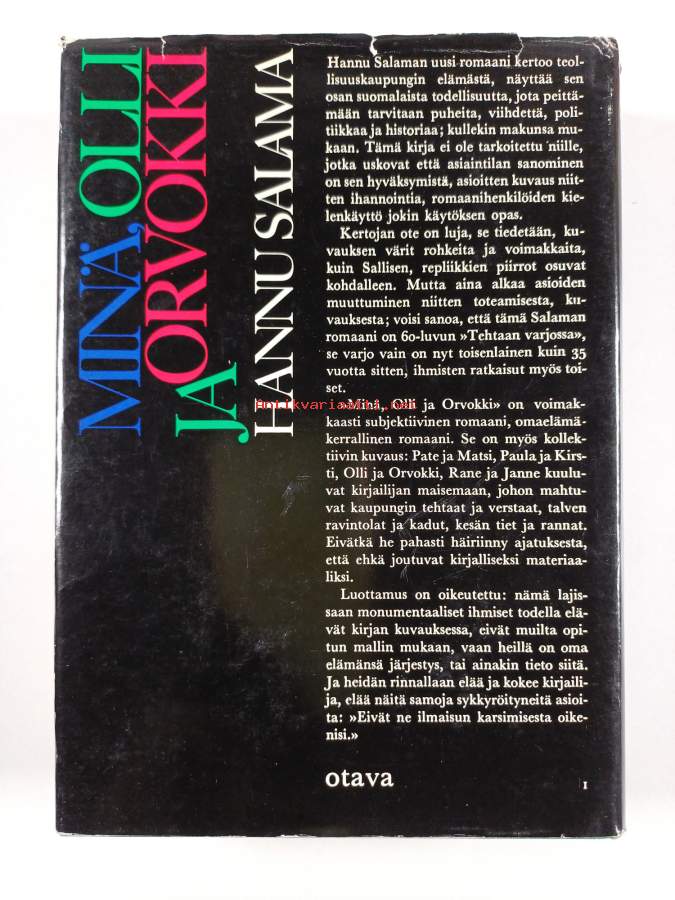 MINÄ, OLLI
JA ORVOKKI
HANNU SALAMA
Hannu Salaman uusi romaani kertoo teol-
lisuuskaupungin elämästä, näyttää sen
osan suomalaista todellisuutta, jota peittä-
mään tarvitaan puheita, viihdettä, poli-
tiikkaa ja historiaa; kullekin makunsa mu-
kaan. Tämä kirja ei ole tarkoitettu niille,
jotka uskovat että asiaintilan sanominen
on sen hyväksymistä, asioitten kuvaus niit-
ten ihannointia, romaanihenkilöiden kie-
lenkäyttö jokin käytöksen opas.
Kertojan ote on luja, se tiedetään, ku-
vauksen värit rohkeita ja voimakkaita,
kuin Sallisen, repliikkien piirrot osuvat
kohdalleen. Mutta aina alkaa asioiden
muuttuminen niitten toteamisesta, ku-
vauksesta; voisi sanoa, että tämä Salaman
romaani on 60-luvun »Tehtaan varjossa»,
se varjo vain on nyt toisenlainen kuin 35
vuotta sitten, ihmisten ratkaisut myös toi-
set.
»Minä, Olli ja Orvokki» on voimak-
kaasti subjektiivinen romaani, omaelämä-
kerrallinen romaani. Se on myös kollek-
tiivin kuvaus: Pate ja Matsi, Paula ja Kirs-
ti, Olli ja Orvokki, Rane ja Janne kuulu-
vat kirjailijan maisemaan, johon mahtu-
vat kaupungin tehtaat ja verstaat, talven
ravintolat ja kadut, kesän tiet ja rannat.
Eivätkä he pahasti häiriinny ajatuksesta,
että ehkä joutuvat kirjalliseksi materiaa-
liksi.
Luottamus on oikeutettu: nämä lajis-
saan monumentaaliset ihmiset todella elä-
vät kirjan kuvauksessa, eivät muilta opi-
tun mallin mukaan, vaan heillä on oma
elämänsä järjestys, tai ainakin tieto siitä.
Ja heidän rinnallaan elää ja kokee kirjaili-
ja, elää näitä samoja sykkyröityneitä asioi-
ta: »Eivät ne ilmaisun karsimisesta oike-
nisi.»
otava
1
Antikvariaatti.net